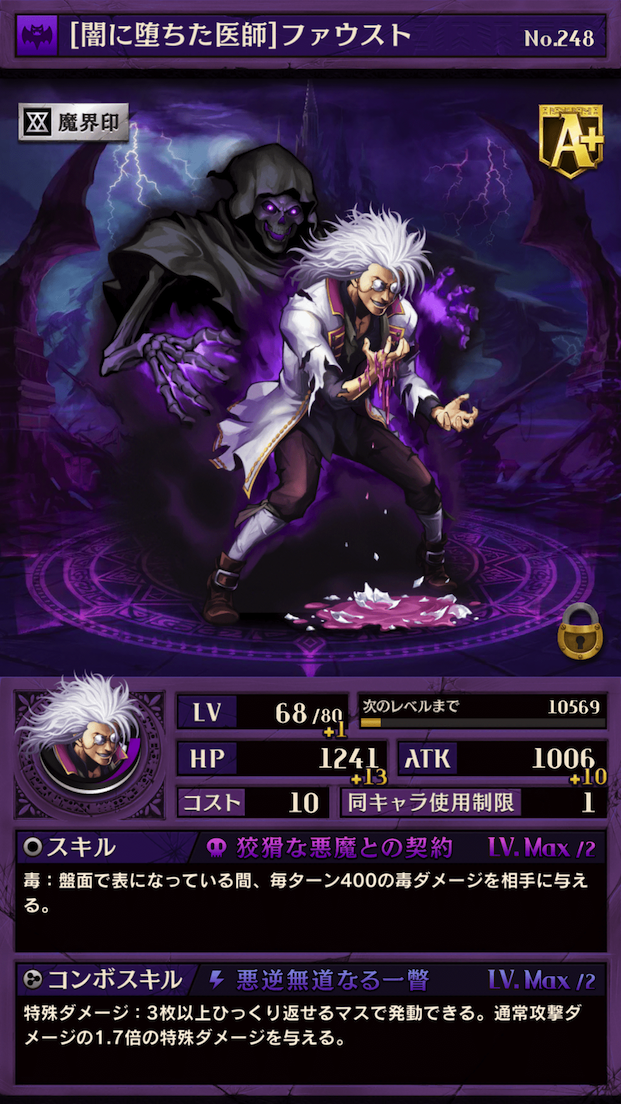 [闇に堕ちた医師]ファウスト
No.248
魔界印
A+
LV 68/80 +1
次のレベルまで 10569
HP 1241 +13
ATK 1006 +10
コスト 10
同キャラ使用制限 1
スキル 狡猾な悪魔との契約 LV.Max /2
毒：盤面で表になっている間、毎ターン400の毒ダメージを相手に与え
る。
コンボスキル 悪逆無道なる一瞥 LV.Max /2
特殊ダメージ：3枚以上ひっくり返せるマスで発動できる。通常攻撃ダ
メージの1.7倍の特殊ダメージを与える。